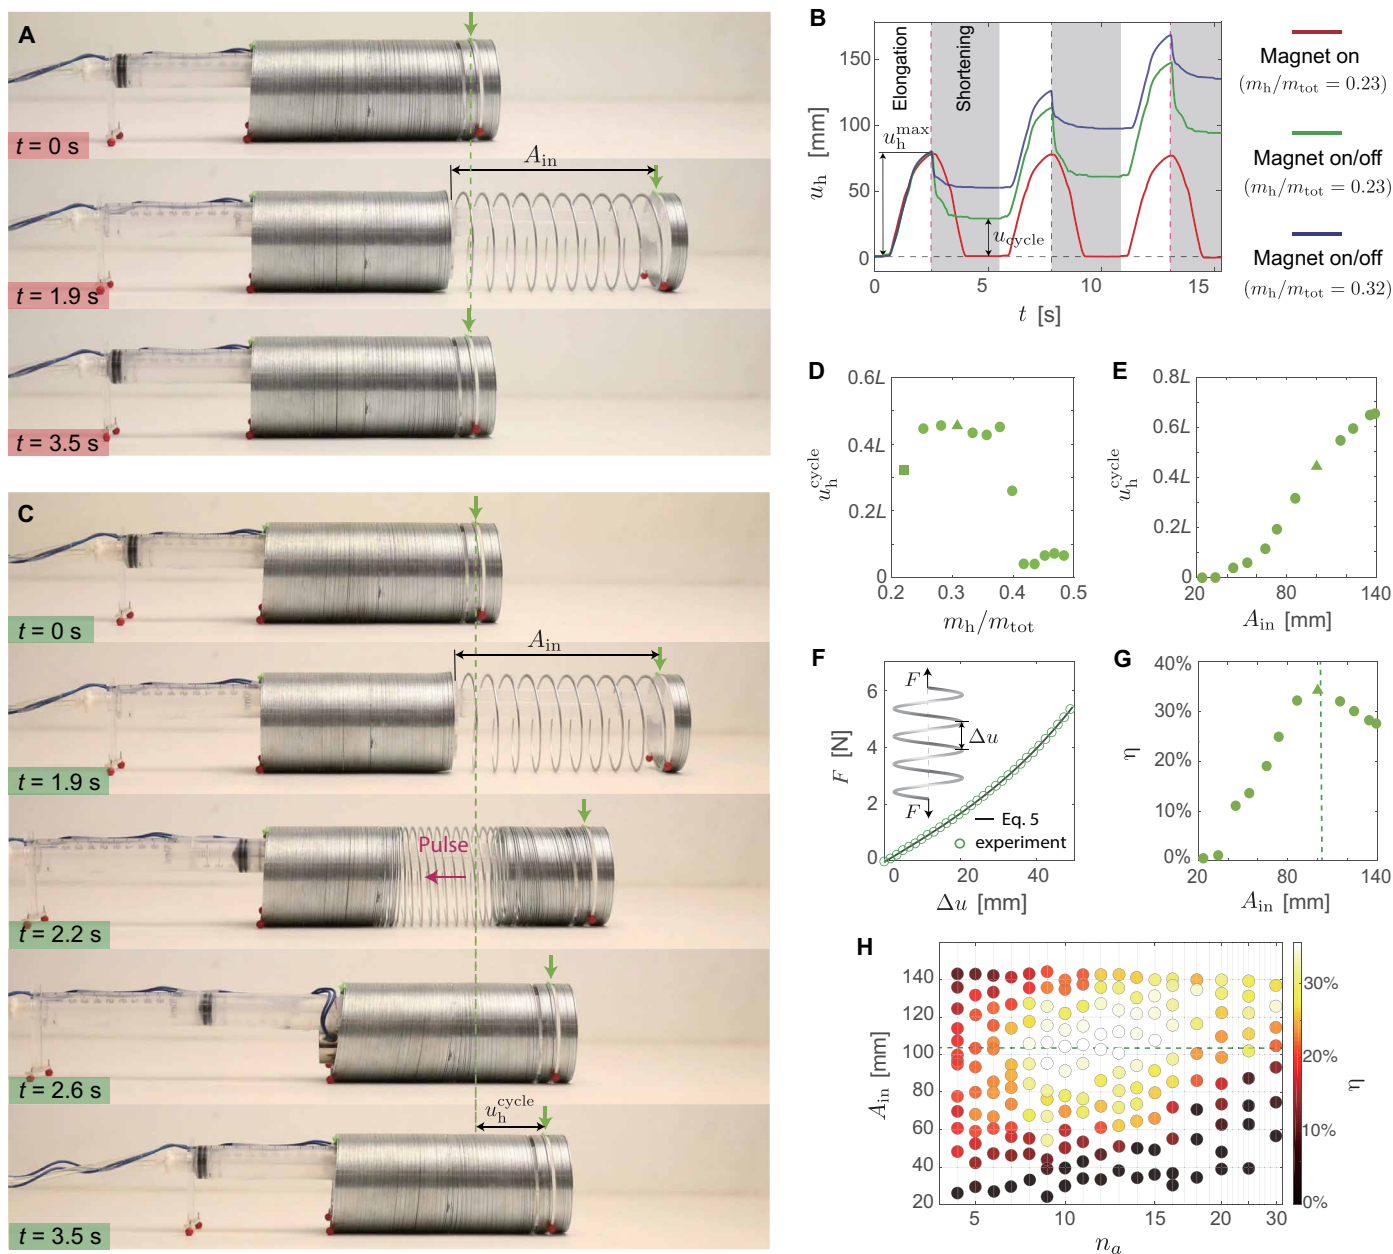 A
t = 0 s
A_in
t = 1.9 s
t = 3.5 s
B
Elongation
Shortening
150
100
50
0
u_h [mm]
u_h^max
u_cycle
0
5
10
15
t [s]
Magnet on
(m_h/m_tot = 0.23)
Magnet on/off
(m_h/m_tot = 0.23)
Magnet on/off
(m_h/m_tot = 0.32)
C
t = 0 s
A_in
t = 1.9 s
Pulse
t = 2.2 s
t = 2.6 s
u_h^cycle
t = 3.5 s
D
0.6L
0.4L
0.2L
0
u_h^cycle
0.2
0.3
0.4
0.5
m_h/m_tot
E
0.8L
0.6L
0.4L
0.2L
0
u_h^cycle
20
80
140
A_in [mm]
F
6
4
2
0
F [N]
F
Δu
F
Eq. 5
experiment
0
20
40
Δu [mm]
G
40%
30%
20%
10%
0%
η
20
80
140
A_in [mm]
H
140
120
100
80
60
40
20
A_in [mm]
5
10
15
20
30
n_a
30%
20%
10%
0%
η